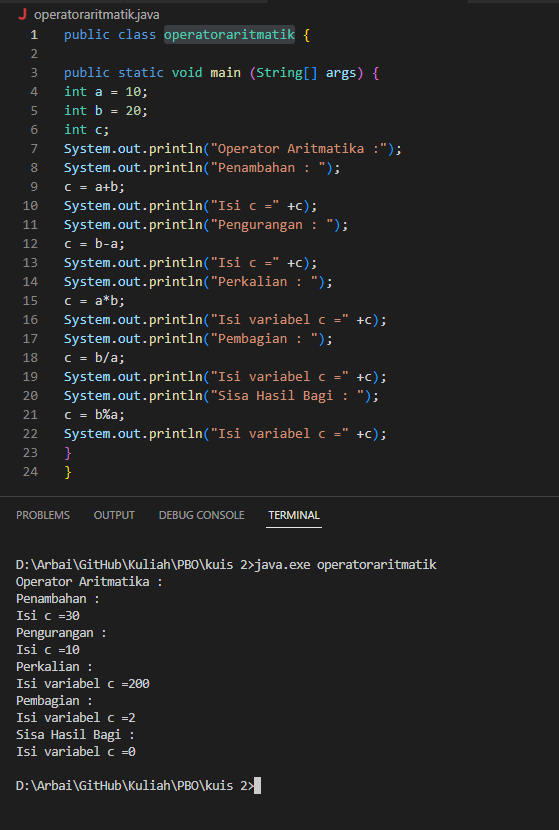 operatoraritmatik.java
1 public class operatoraritmatik {
2
3 public static void main (String[] args) {
4 int a = 10;
5 int b = 20;
6 int c;
7 System.out.println("Operator Aritmatika :");
8 System.out.println("Penambahan : ");
9 c = a+b;
10 System.out.println("Isi c =" +c);
11 System.out.println("Pengurangan : ");
12 c = b-a;
13 System.out.println("Isi c =" +c);
14 System.out.println("Perkalian : ");
15 c = a*b;
16 System.out.println("Isi variabel c =" +c);
17 System.out.println("Pembagian : ");
18 c = b/a;
19 System.out.println("Isi variabel c =" +c);
20 System.out.println("Sisa Hasil Bagi : ");
21 c = b%a;
22 System.out.println("Isi variabel c =" +c);
23 }
24 }
PROBLEMS OUTPUT DEBUG CONSOLE TERMINAL
D:\Arbai\GitHub\Kuliah\PBO\kuis 2>java.exe operatoraritmatik
Operator Aritmatika :
Penambahan :
Isi c =30
Pengurangan :
Isi c =10
Perkalian :
Isi variabel c =200
Pembagian :
Isi variabel c =2
Sisa Hasil Bagi :
Isi variabel c =0
D:\Arbai\GitHub\Kuliah\PBO\kuis 2>